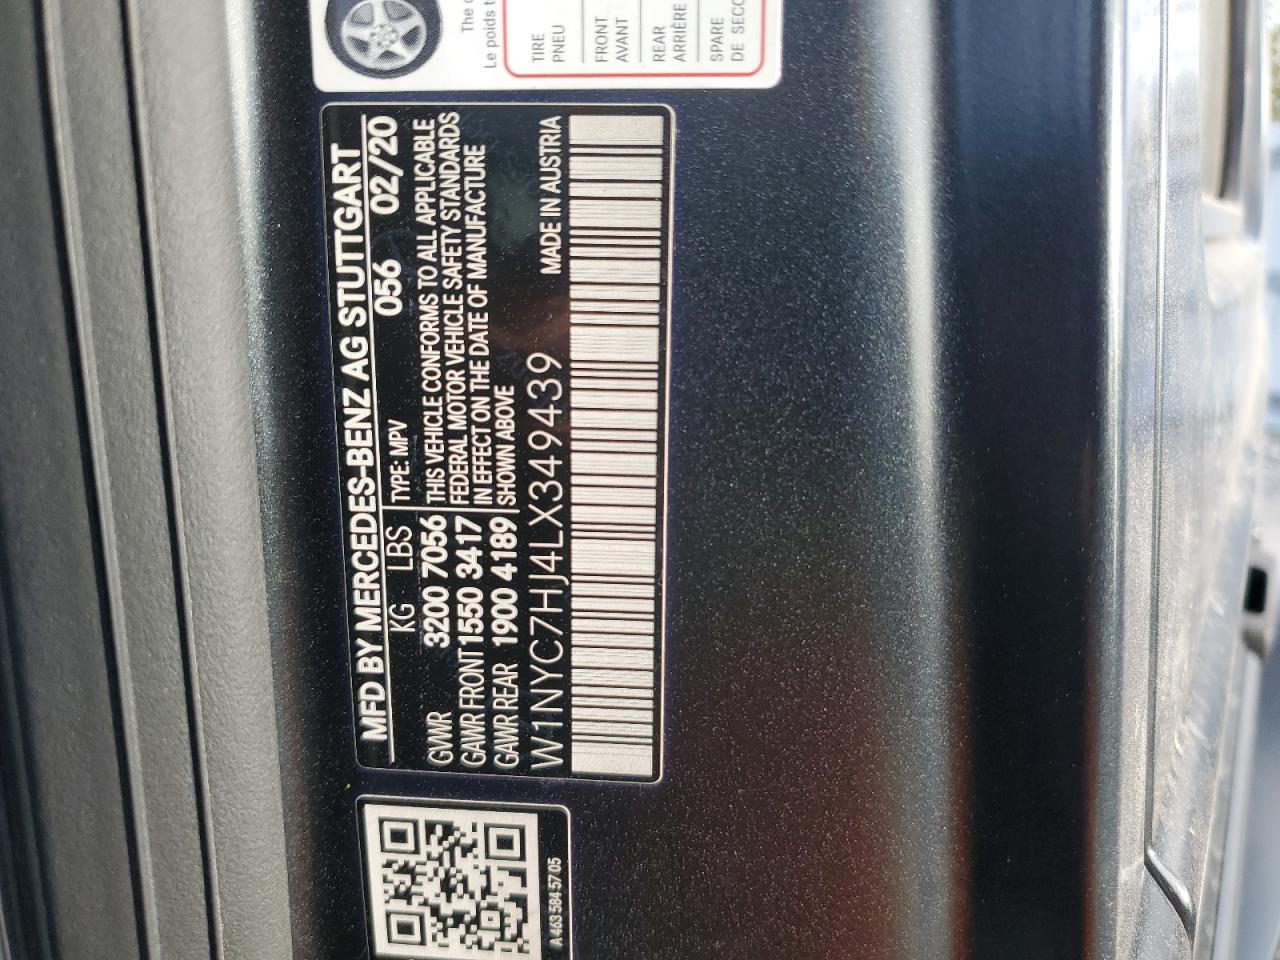 MFD BY MERCEDES-BENZ AG STUTTGART
KG LBS TYPE: MPV 056 02/20
GVWR 3200 7056
GAWR FRONT 1550 3417
GAWR REAR 1900 4189
THIS VEHICLE CONFORMS TO ALL APPLICABLE
FEDERAL MOTOR VEHICLE SAFETY STANDARDS
IN EFFECT ON THE DATE OF MANUFACTURE
SHOWN ABOVE
W1NYC7HJ4LX349439
MADE IN AUSTRIA
A 463 584 57 05
The
Le poids
TIRE
PNEU
FRONT
AVANT
REAR
ARRIÈRE
SPARE
DE